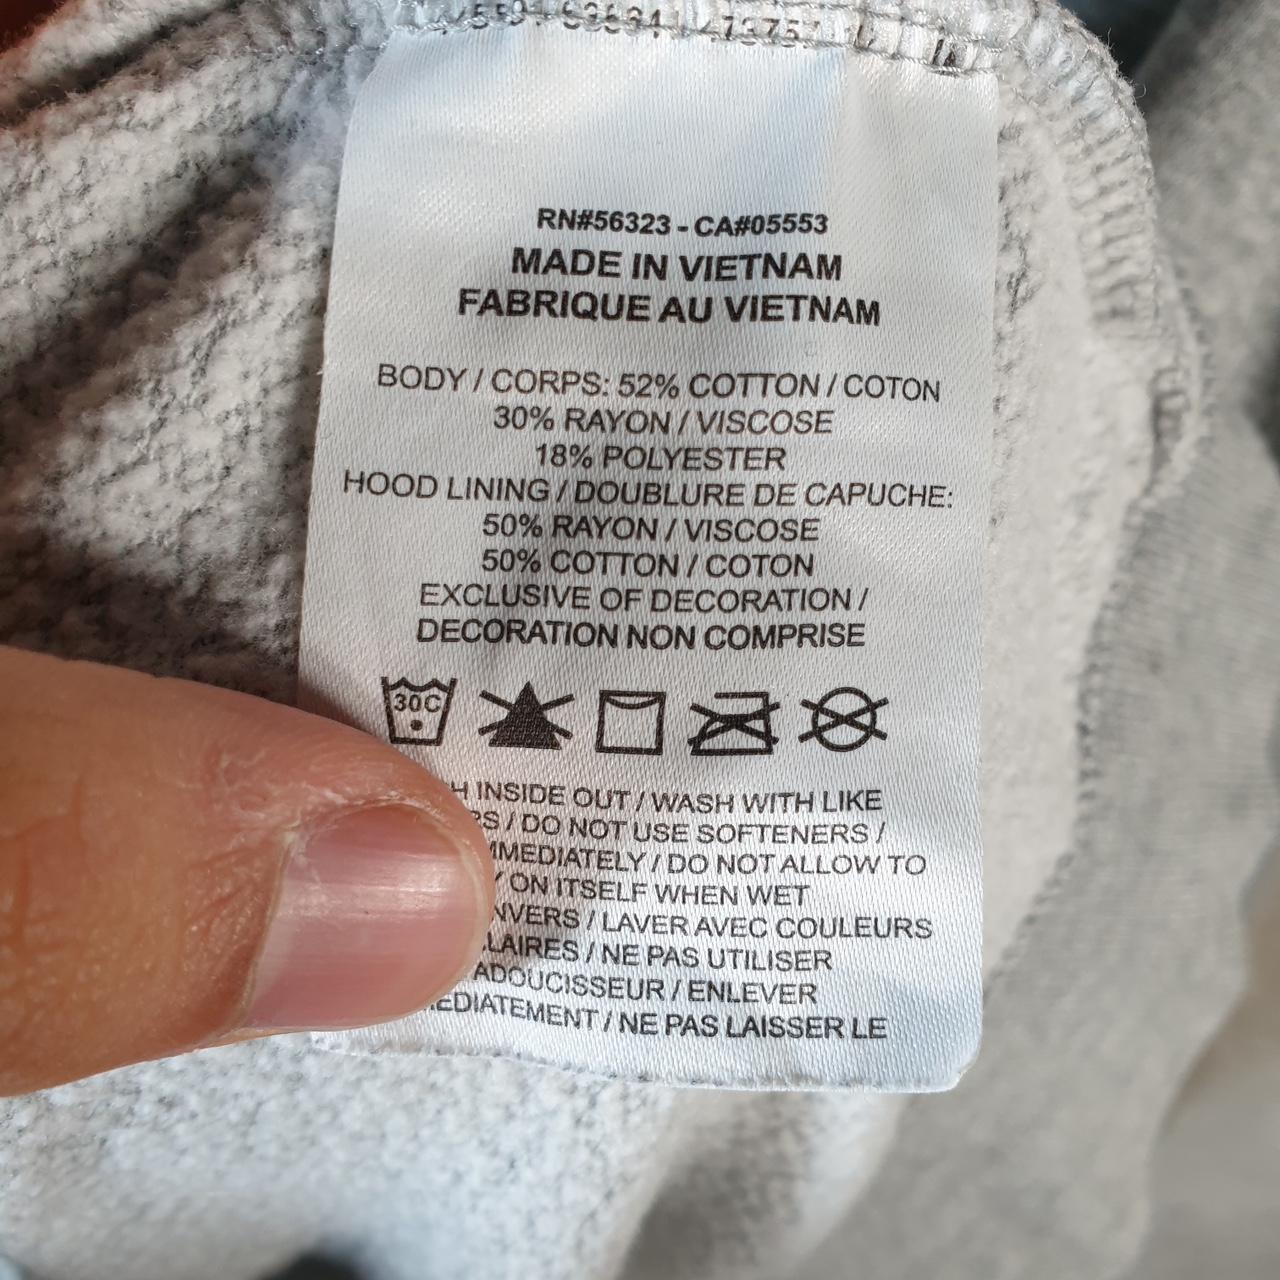 RN#56323 - CA#05553
MADE IN VIETNAM
FABRIQUE AU VIETNAM
BODY / CORPS: 52% COTTON / COTON
30% RAYON / VISCOSE
18% POLYESTER
HOOD LINING / DOUBLURE DE CAPUCHE:
50% RAYON / VISCOSE
50% COTTON / COTON
EXCLUSIVE OF DECORATION /
DECORATION NON COMPRISE
30C
INSIDE OUT / WASH WITH LIKE
/ DO NOT USE SOFTENERS /
/ DO NOT ALLOW TO
ON ITSELF WHEN WET
/ LAVER AVEC COULEURS
/ NE PAS UTILISER
ADOUCISSEUR / ENLEVER
/ NE PAS LAISSER LE